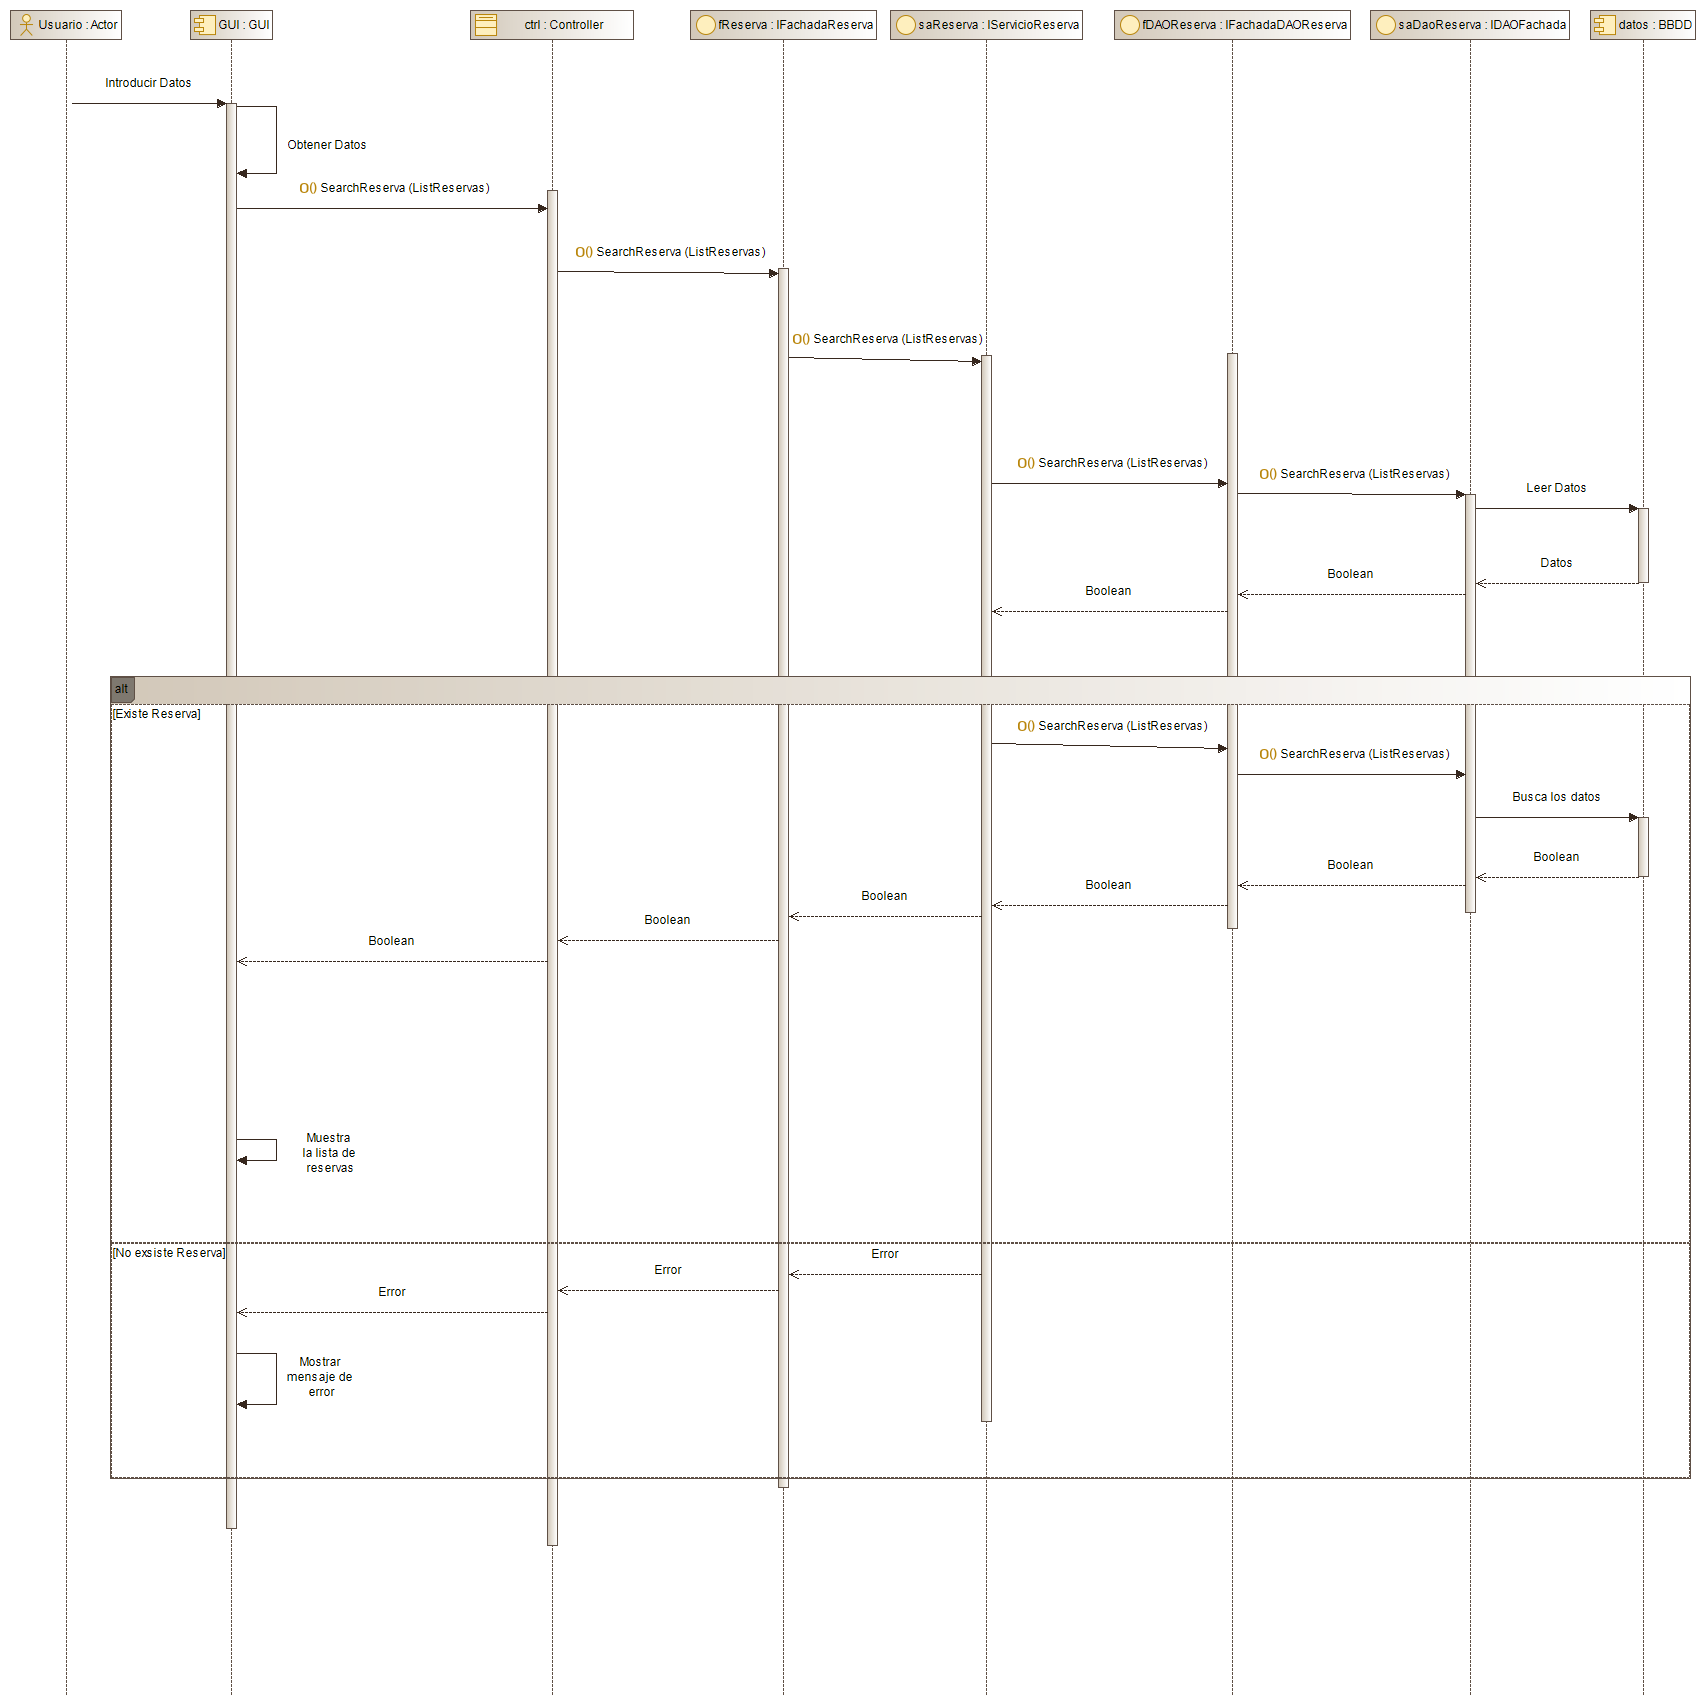 Usuario : Actor
GUI : GUI
ctrl : Controller
fReserva : IFachadaReserva
saReserva : IServicioReserva
fDAOReserva : IFachadaDAOReserva
saDaoReserva : IDAOFachada
datos : BBDD
Introducir Datos
Obtener Datos
O() SearchReserva (ListReservas)
O() SearchReserva (ListReservas)
O() SearchReserva (ListReservas)
O() SearchReserva (ListReservas)
O() SearchReserva (ListReservas)
Leer Datos
Datos
Boolean
Boolean
alt
[Existe Reserva]
O() SearchReserva (ListReservas)
O() SearchReserva (ListReservas)
Busca los datos
Boolean
Boolean
Boolean
Boolean
Boolean
Boolean
Muestra
la lista de
reservas
[No exsiste Reserva]
Error
Error
Error
Mostrar
mensaje de
error